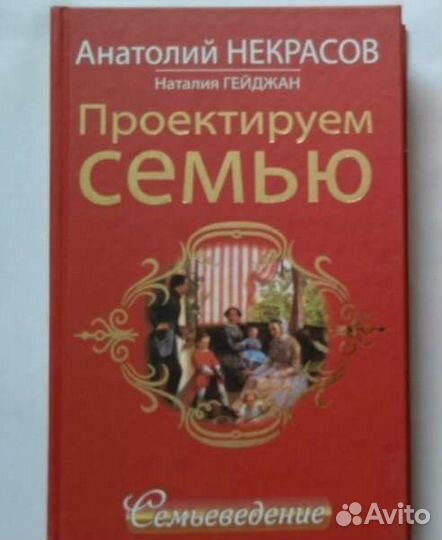 Анатолий НЕКРАСОВ
Наталия ГЕЙДЖАН
Проектируем
семью
Семьеведение
Avito